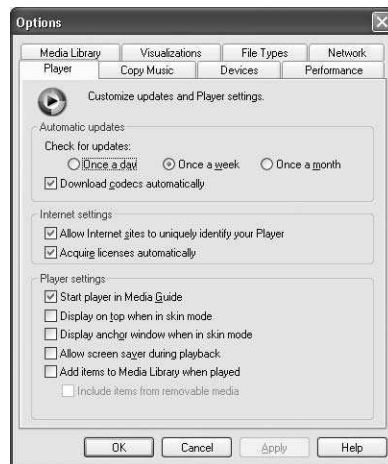 Options
Media Library Visualizations File Types Network
Player Copy Music Devices Performance
Customize updates and Player settings.
Automatic updates
Check for updates:
Once a day Once a week Once a month
Download codecs automatically
Internet settings
Allow Internet sites to uniquely identify your Player
Acquire licenses automatically
Player settings
Start player in Media Guide
Display on top when in skin mode
Display anchor window when in skin mode
Allow screen saver during playback
Add items to Media Library when played
Include items from removable media
OK Cancel Apply Help